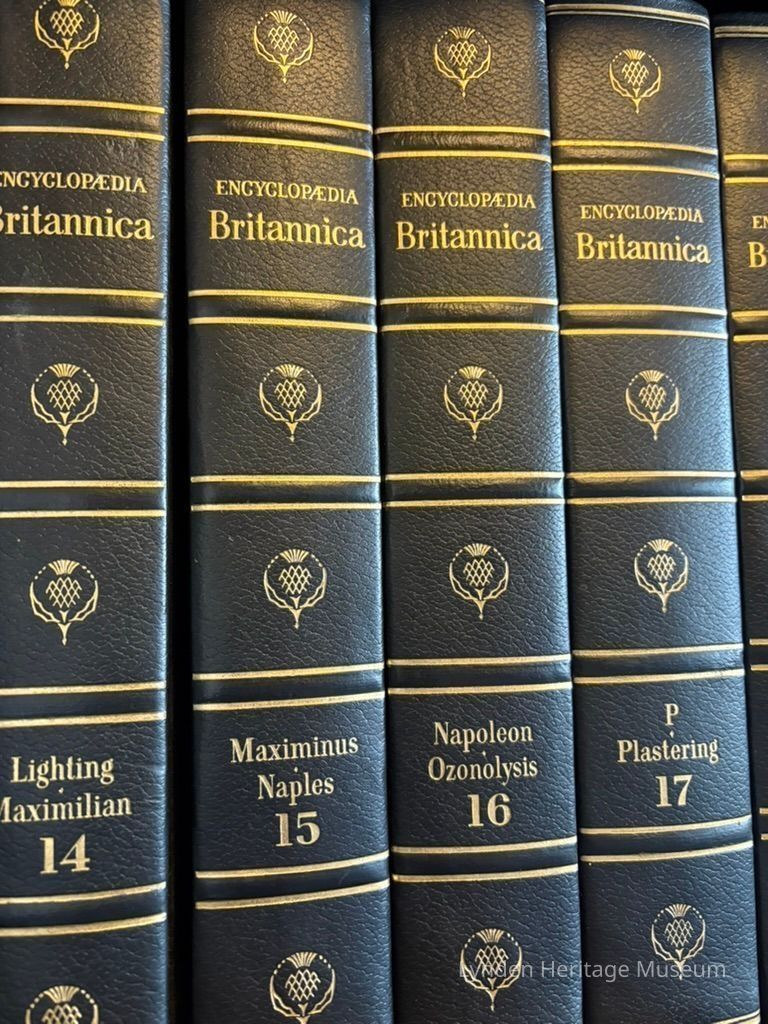 ENCYCLOPÆDIA
Britannica
Lighting
Maximilian
14
ENCYCLOPÆDIA
Britannica
Maximinus
Naples
15
ENCYCLOPÆDIA
Britannica
Napoleon
Ozonolysis
16
ENCYCLOPÆDIA
Britannica
P
Plastering
17
EN
B
Lynden Heritage Museum